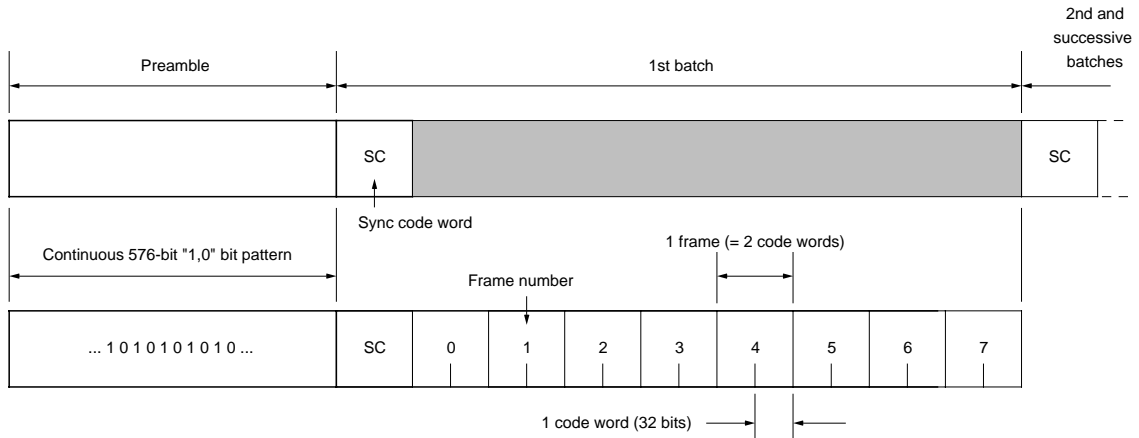 2nd and
successive
batches
Preamble
1st batch
SC
SC
Sync code word
Continuous 576-bit "1,0" bit pattern
1 frame (= 2 code words)
Frame number
... 1 0 1 0 1 0 1 0 1 0 ...
SC
0
1
2
3
4
5
6
7
1 code word (32 bits)